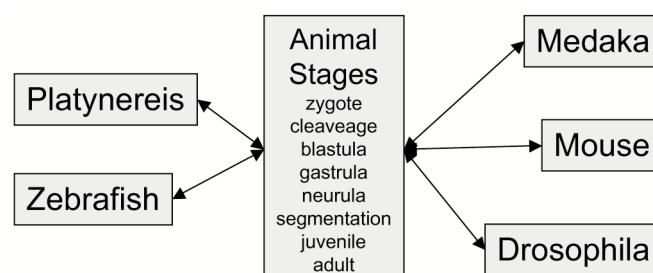 Platynereis
Zebrafish
Animal
Stages
zygote
cleaveage
blastula
gastrula
neurula
segmentation
juvenile
adult
Medaka
Mouse
Drosophila